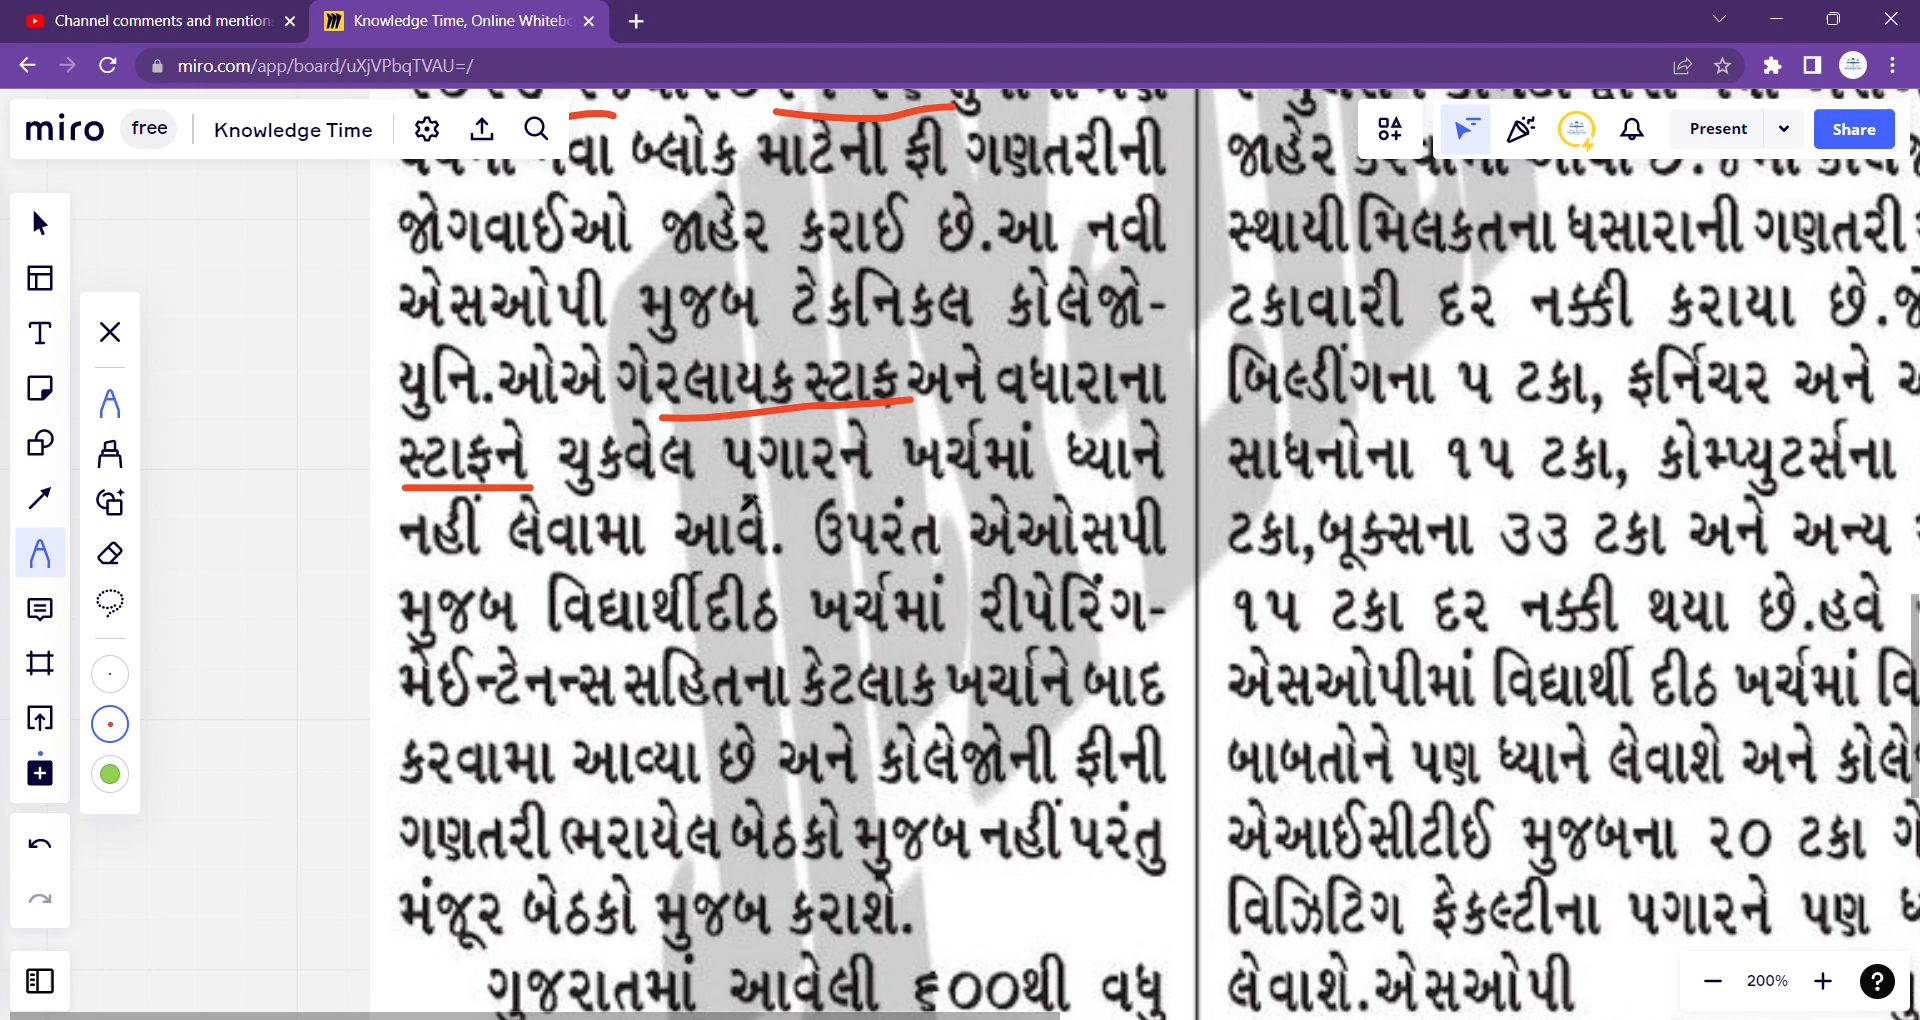 Channel comments and mention
Knowledge Time, Online Whitebo
miro.com/app/board/uXjVPbqTVAU=/
miro free Knowledge Time
Present Share
બ્લોક માટેની ફી ગણતરીની
જોગવાઈઓ જાહેર કરાઈ છે.આ નવી
એસઓપી મુજબ ટેકનિકલ કોલેજો-
યુનિ.ઓએ ગેરલાયક સ્ટાફ અને વધારાના
સ્ટાફને ચુકવેલ પગારને ખર્ચમાં ધ્યાને
નહીં લેવામા આવે. ઉપરંત એઓસપી
મુજબ વિદ્યાર્થીદીઠ ખર્ચમાં રીપેરિંગ-
મેઈન્ટેનન્સ સહિતના કેટલાક ખર્ચાને બાદ
કરવામા આવ્યા છે અને કોલેજોની ફીની
ગણતરી ભરાયેલ બેઠકો મુજબ નહીં પરંતુ
મંજૂર બેઠકો મુજબ કરાશે.
ગુજરાતમાં આવેલી ૬૦૦થી વધુ
જાહેર
સ્થાયી મિલકતના ધસારાની ગણતરી
ટકાવારી દર નક્કી કરાયા છે.જે
બિલ્ડીંગના ૫ ટકા, ફર્નિચર અને
સાધનોના ૧૫ ટકા, કોમ્પ્યુટર્સના
ટકા,બૂક્સના ૩૩ ટકા અને અન્ય
૧૫ ટકા દર નક્કી થયા છે.હવે
એસઓપીમાં વિદ્યાર્થી દીઠ ખર્ચમાં વિ
બાબતોને પણ ધ્યાને લેવાશે અને કોલે
એઆઈસીટીઈ મુજબના ૨૦ ટકા ગે
વિઝિટિગ ફેકલ્ટીના પગારને પણ
લેવાશે.એસઓપી
200%